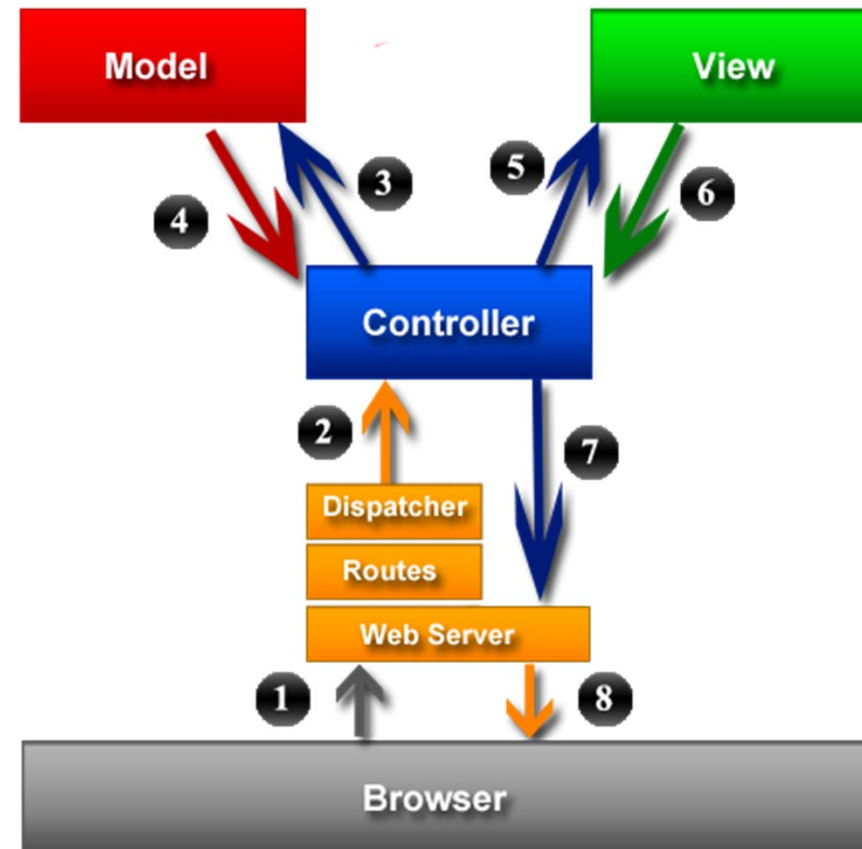 Model
View
3
5
4
6
Controller
2
7
Dispatcher
Routes
Web Server
1
8
Browser